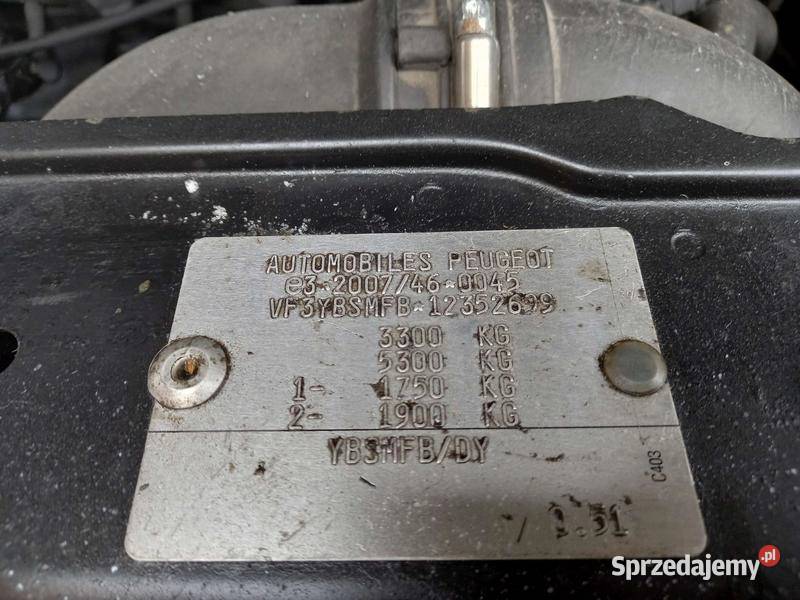 AUTOMOBILES PEUGEOT
e3*2007/46*0045
VF3YBSMFB*12352699
3300 KG
5300 KG
1- 1750 KG
2- 1900 KG
YBSMFB/DY
C403
Sprzedajemy.pl